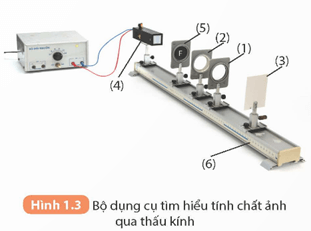 (5)
(2)
(1)
(3)
(4)
F
(6)
Hình 1.3 Bộ dụng cụ tìm hiểu tính chất ảnh
qua thấu kính